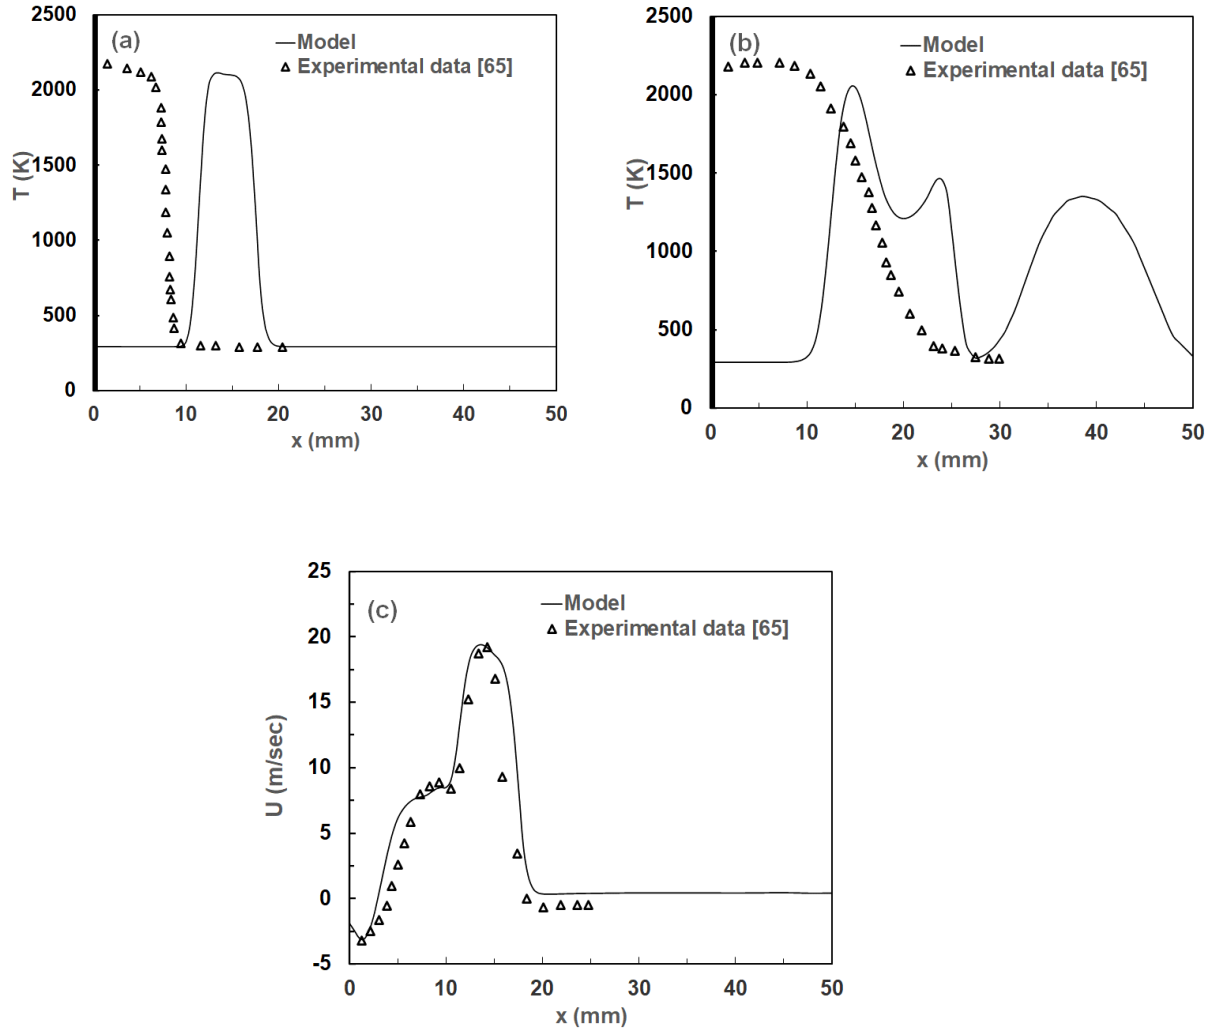 2500
(a)
Model
Experimental data [65]
2000
1500
T (K)
1000
500
0
0 10 20 30 40 50
x (mm)
2500
(b)
Model
Experimental data [65]
2000
1500
T (K)
1000
500
0
0 10 20 30 40 50
x (mm)
25
(c)
Model
Experimental data [65]
20
15
U (m/sec)
10
5
0
-5
0 10 20 30 40 50
x (mm)